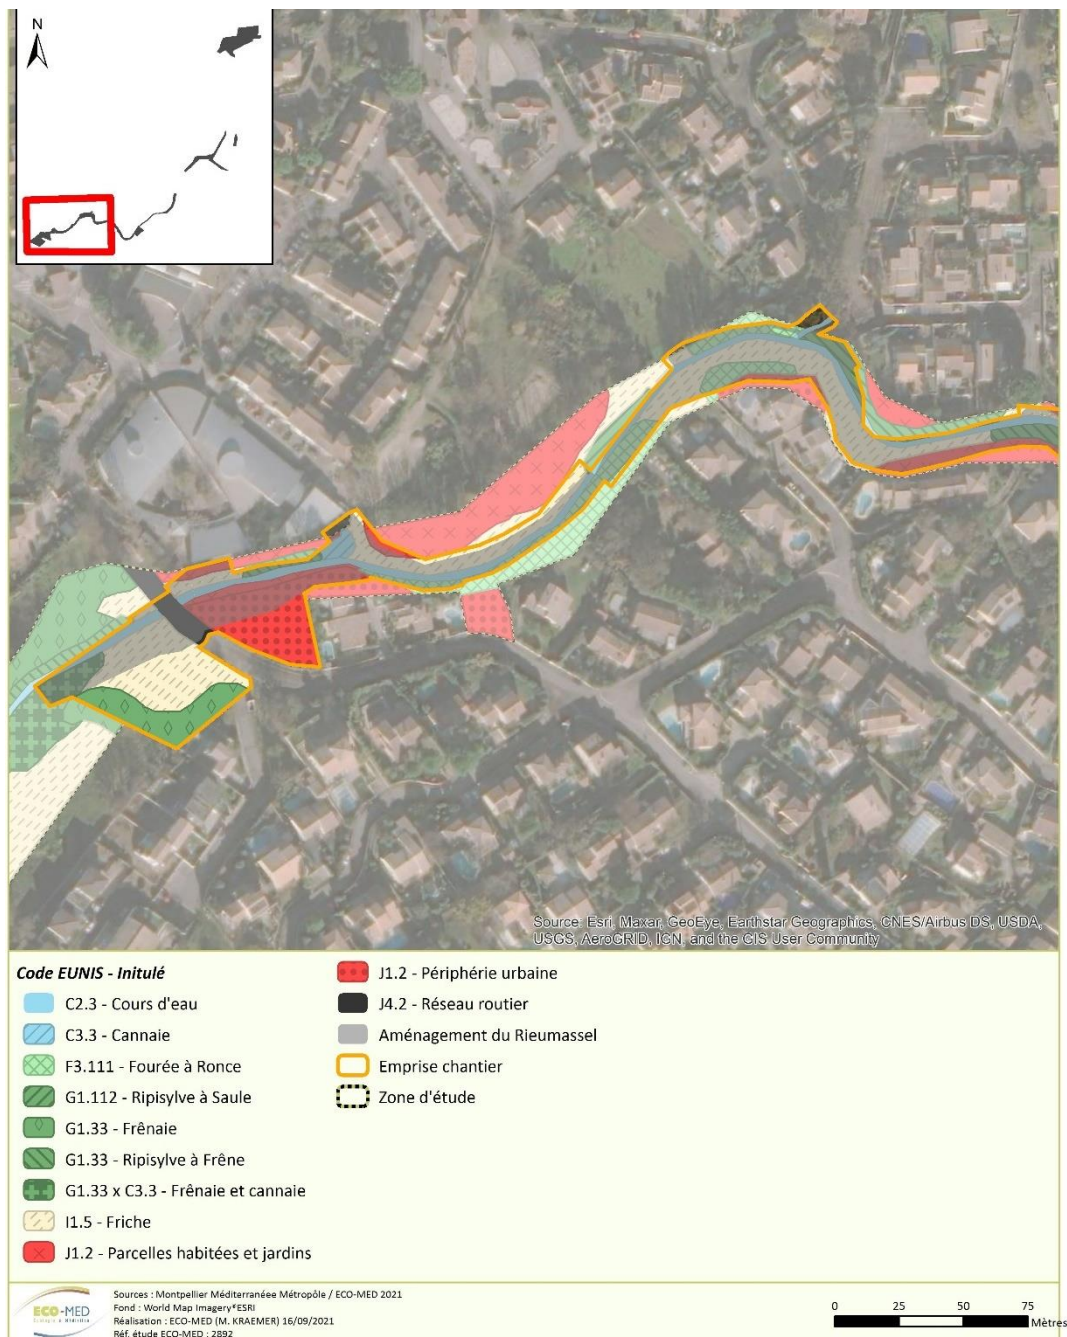 N
Source: Esri, Maxar, GeoEye, Earthstar Geographics, CNES/Airbus DS, USDA,
USGS, AeroGRID, IGN, and the GIS User Community
Code EUNIS - Initulé
C2.3 - Cours d'eau
C3.3 - Cannaie
F3.111 - Fourée à Ronce
G1.112 - Ripisylve à Saule
G1.33 - Frênaie
G1.33 - Ripisylve à Frêne
G1.33 x C3.3 - Frênaie et cannaie
I1.5 - Friche
J1.2 - Parcelles habitées et jardins
J1.2 - Périphérie urbaine
J4.2 - Réseau routier
Aménagement du Rieumassel
Emprise chantier
Zone d'étude
ECO-MED
Sources : Montpellier Méditerranéee Métropôle / ECO-MED 2021
Fond : World Map Imagery®ESRI
Réalisation : ECO-MED (M. KRAEMER) 16/09/2021
Réf. étude ECO-MED : 2892
0 25 50 75
Mètres